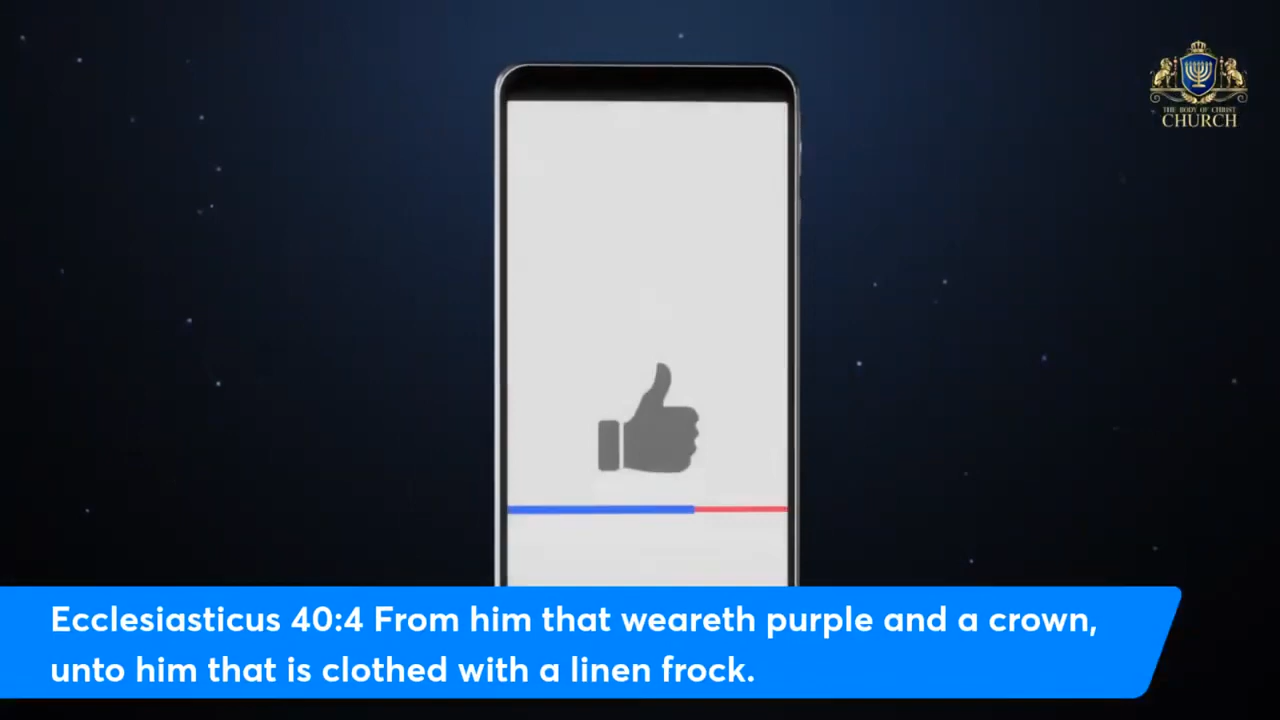 THE BODY OF CHRIST
CHURCH
Ecclesiasticus 40:4 From him that weareth purple and a crown,
unto him that is clothed with a linen frock.